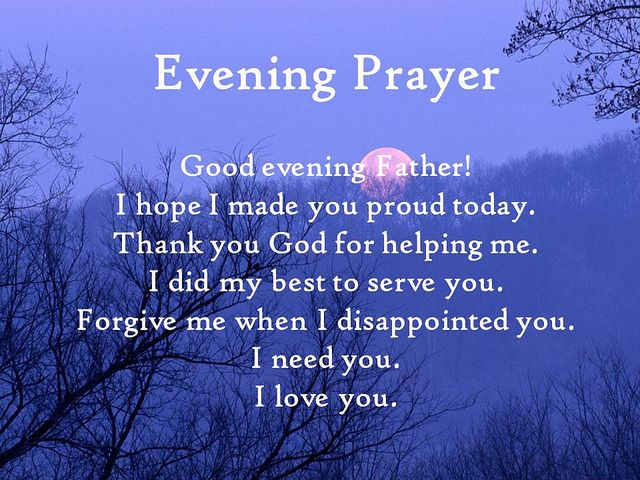 Evening Prayer
Good evening Father!
I hope I made you proud today.
Thank you God for helping me.
I did my best to serve you.
Forgive me when I disappointed you.
I need you.
I love you.